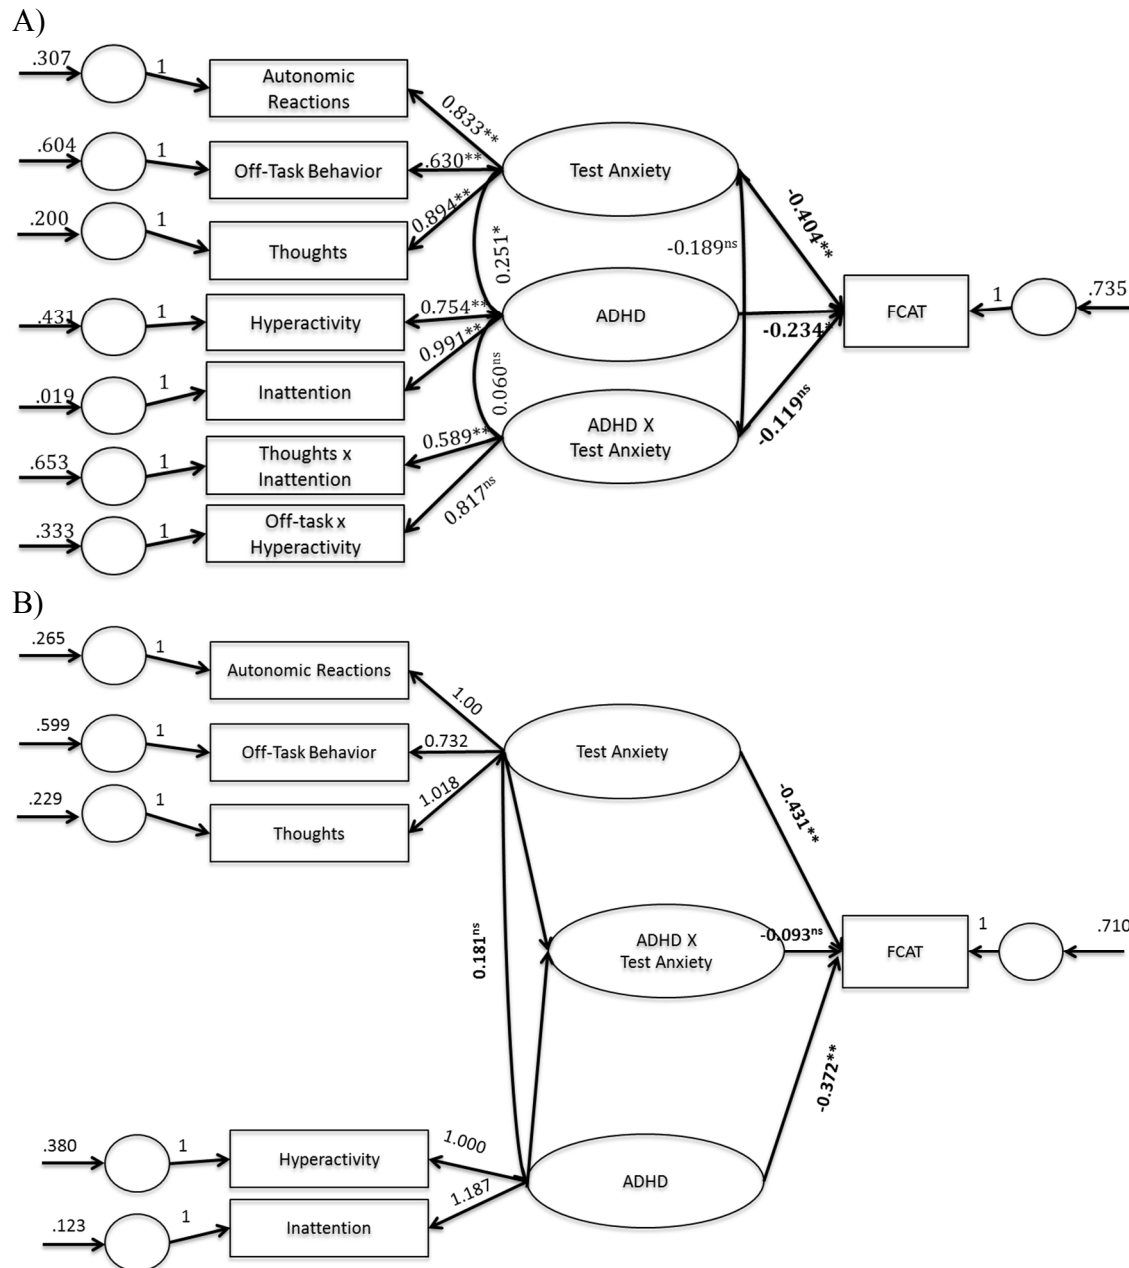 A)
.307
1
Autonomic
Reactions
0.833**
.604
1
Off-Task Behavior
.630**
Test Anxiety
.200
1
Thoughts
0.894**
0.251*
-0.189ns
-0.404**
.431
1
Hyperactivity
0.754**
ADHD
-0.234*
FCAT
1
.735
.019
1
Inattention
0.991**
0.060ns
-0.119ns
.653
1
Thoughts x
Inattention
0.589**
ADHD X
Test Anxiety
.333
1
Off-task x
Hyperactivity
0.817ns
B)
.265
1
Autonomic Reactions
1.00
.599
1
Off-Task Behavior
0.732
Test Anxiety
.229
1
Thoughts
1.018
-0.431**
0.181ns
ADHD X
Test Anxiety
-0.093ns
FCAT
1
.710
-0.372**
.380
1
Hyperactivity
1.000
ADHD
.123
1
Inattention
1.187